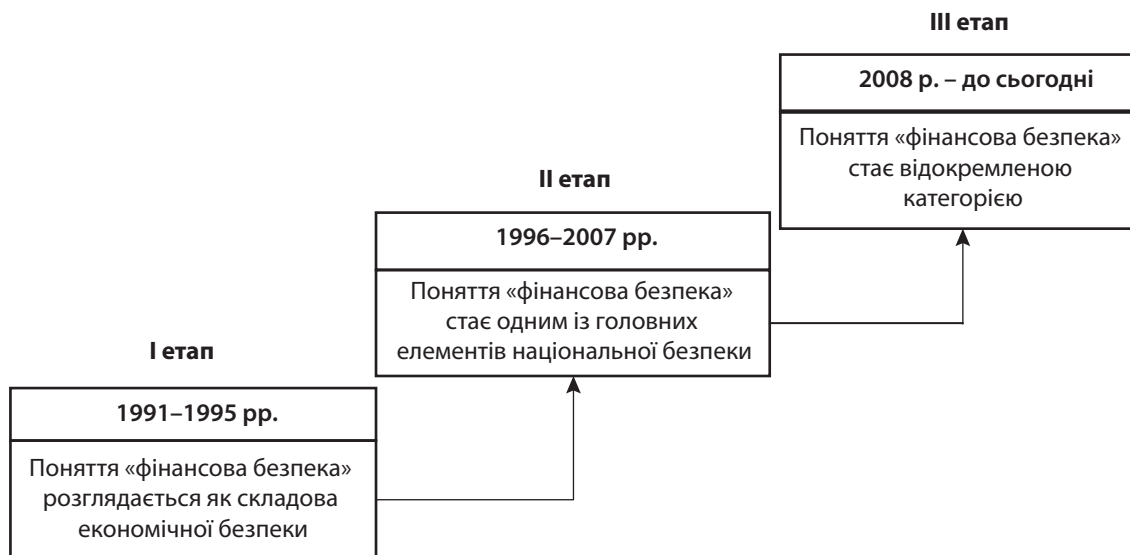 III етап
2008 р. – до сьогодні
Поняття «фінансова безпека»
стає відокремленою
категорією
II етап
1996–2007 рр.
Поняття «фінансова безпека»
стає одним із головних
елементів національної безпеки
I етап
1991–1995 рр.
Поняття «фінансова безпека»
розглядається як складова
економічної безпеки